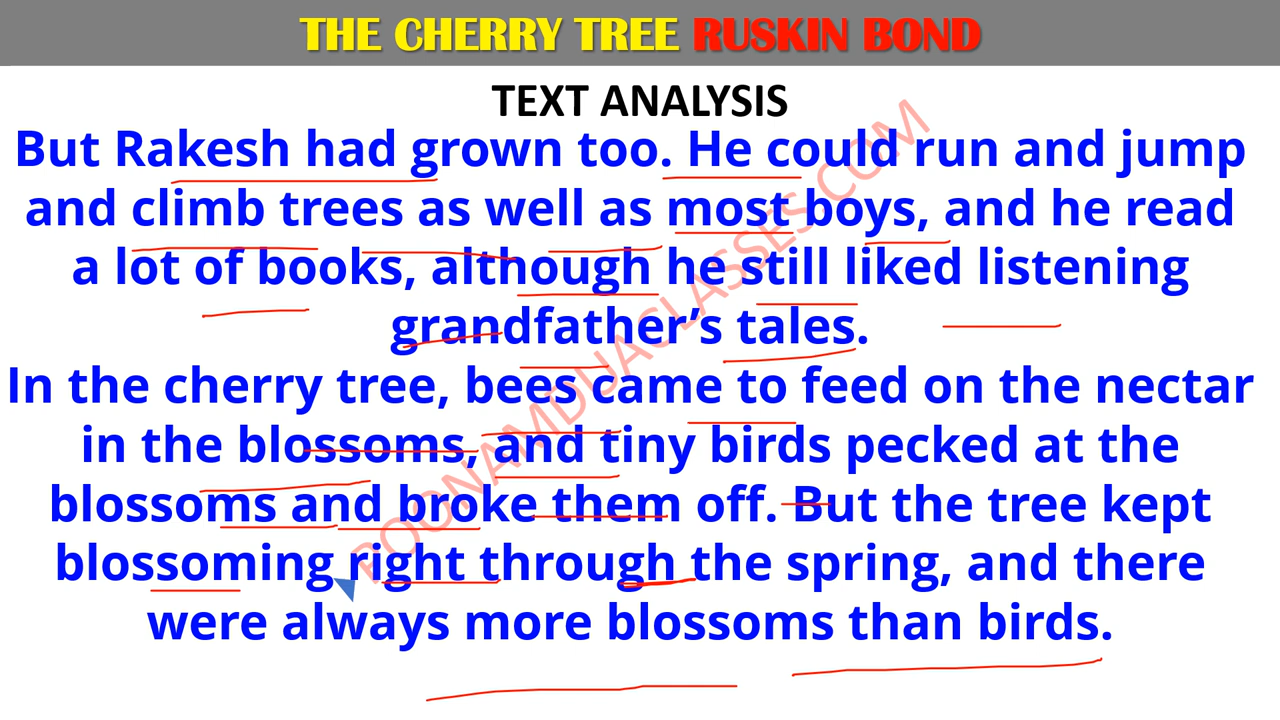 THE CHERRY TREE RUSKIN BOND
TEXT ANALYSIS
But Rakesh had grown too. He could run and jump
and climb trees as well as most boys, and he read
a lot of books, although he still liked listening
grandfather’s tales.
In the cherry tree, bees came to feed on the nectar
in the blossoms, and tiny birds pecked at the
blossoms and broke them off. But the tree kept
blossoming right through the spring, and there
were always more blossoms than birds.
POONAMDUACLASSES.COM